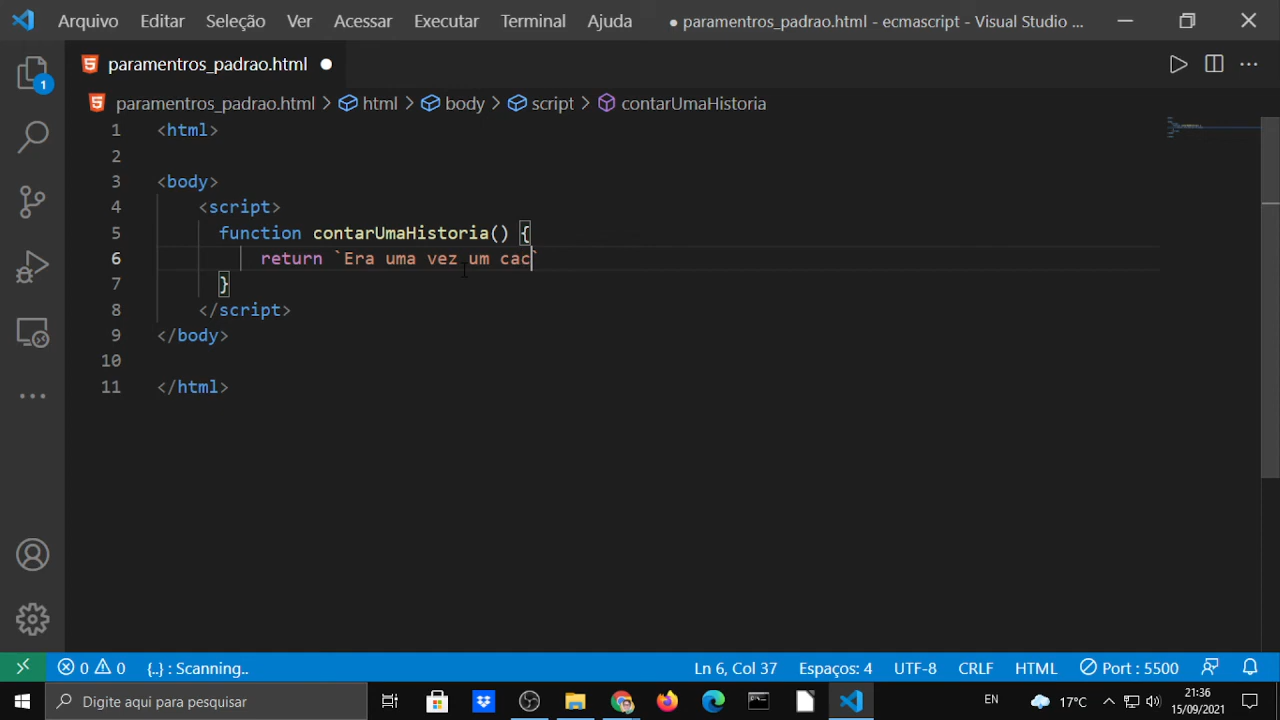 Arquivo Editar Seleção Ver Acessar Executar Terminal Ajuda ● paramentros_padrao.html - ecmascript - Visual Studio ...
paramentros_padrao.html ●
1
paramentros_padrao.html > html > body > script > contarUmaHistoria
1 <html>
2
3 <body>
4 <script>
5 function contarUmaHistoria() {
6 return `Era uma vez um cac`
7 }
8 </script>
9 </body>
10
11 </html>
0 0 {..} : Scanning.. Ln 6, Col 37 Espaços: 4 UTF-8 CRLF HTML Port : 5500
Digite aqui para pesquisar EN 17°C 21:36
15/09/2021